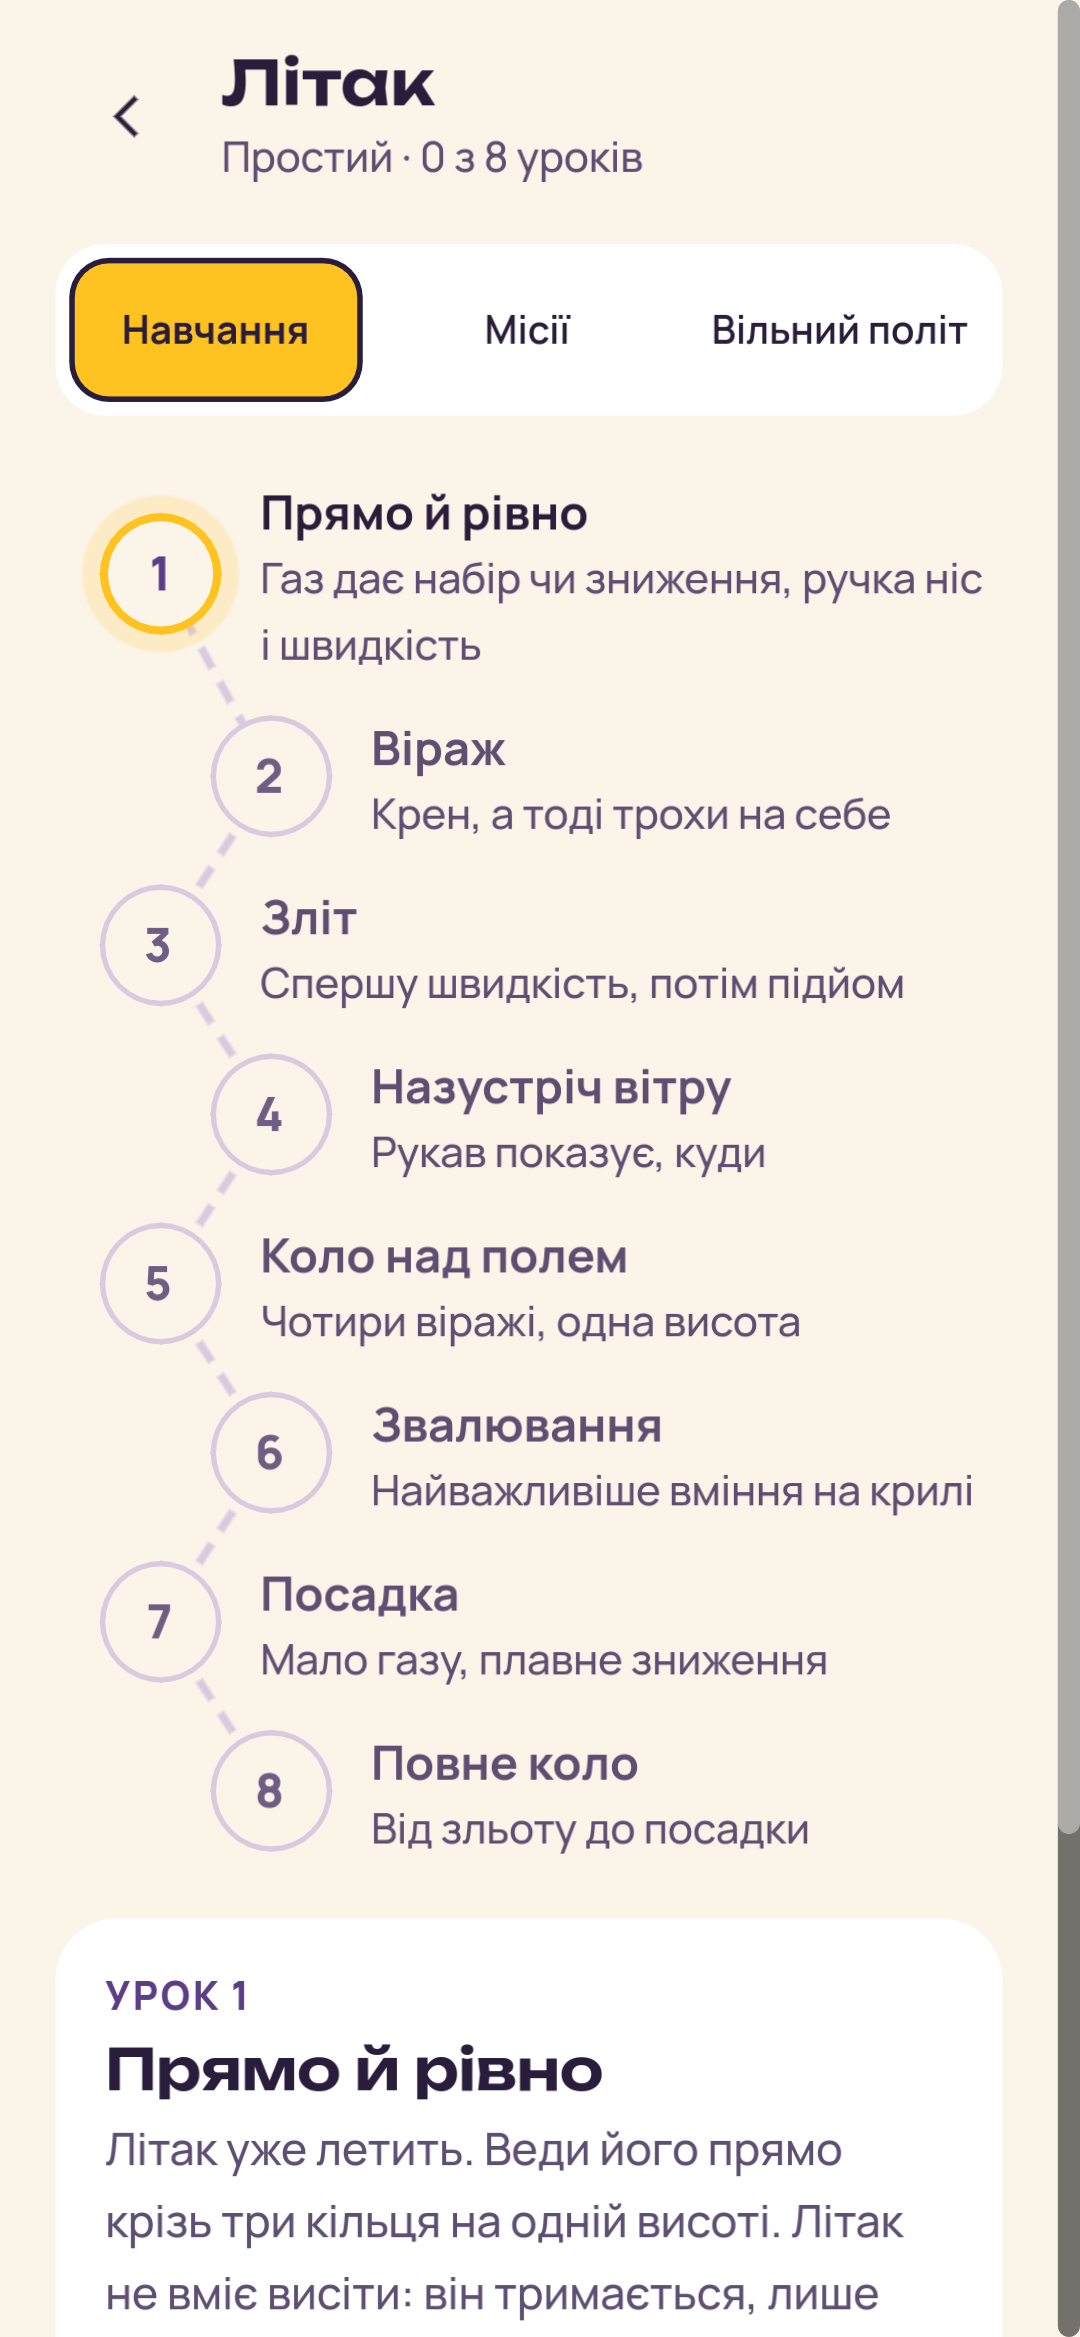 Літак
Простий · 0 з 8 уроків
Навчання
Місії
Вільний політ
1
Прямо й рівно
Газ дає набір чи зниження, ручка ніс
і швидкість
2
Віраж
Крен, а тоді трохи на себе
3
Зліт
Спершу швидкість, потім підйом
4
Назустріч вітру
Рукав показує, куди
5
Коло над полем
Чотири віражі, одна висота
6
Звалювання
Найважливіше вміння на крилі
7
Посадка
Мало газу, плавне зниження
8
Повне коло
Від зльоту до посадки
УРОК 1
Прямо й рівно
Літак уже летить. Веди його прямо
крізь три кільця на одній висоті. Літак
не вміє висіти: він тримається, лише